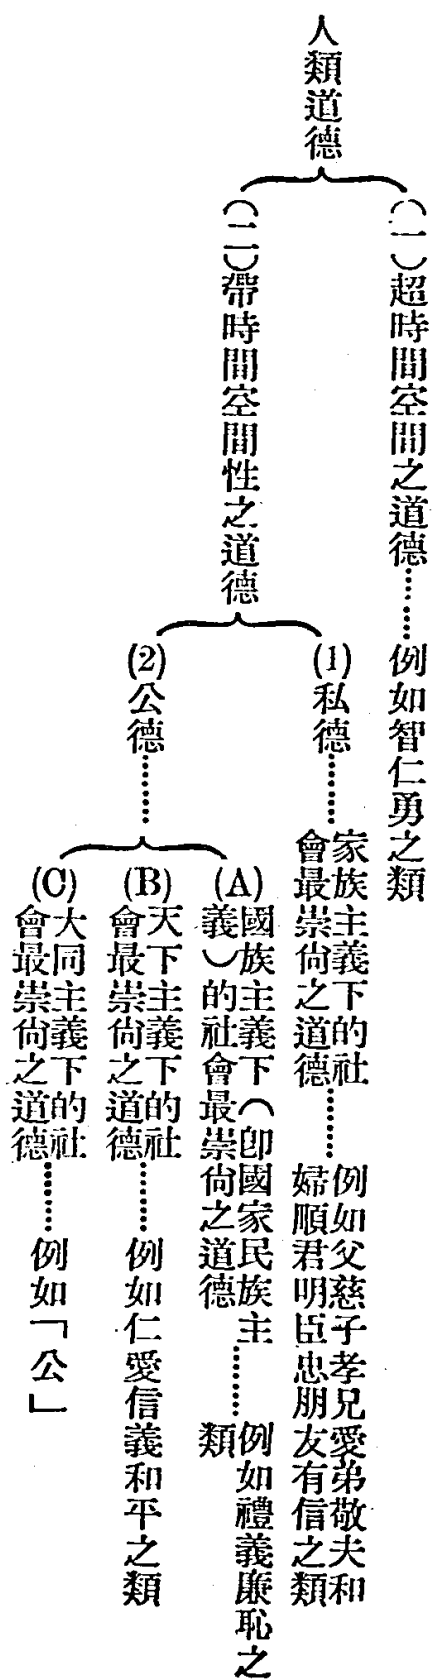 人類道德
（一）超時間空間之道德………例如智仁勇之類
（二）帶時間空間性之道德
(1)私德………
家族主義下的社
會最崇尙之道德………
例如父慈子孝兄愛弟敬夫和
婦順君明臣忠朋友有信之類
(2)公德………
(A)
國族主義下（卽國家民族主
義）的社會最崇尙之道德………
例如禮義廉恥之
類
(B)
天下主義下的社
會最崇尙之道德………例如仁愛信義和平之類
(C)
大同主義下的社
會最崇尙之道德………例如「公」